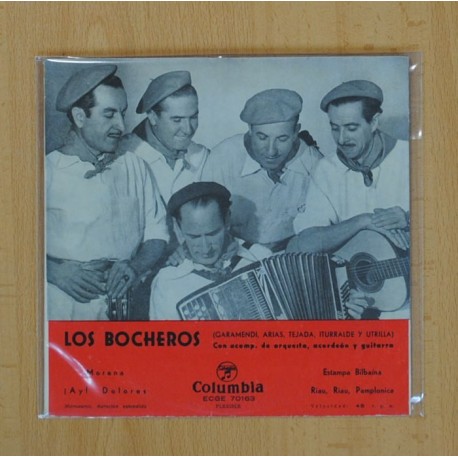 LOS BOCHEROS
(GARAMENDI, ARIAS, TEJADA, ITURRALDE Y UTRILLA)
Con acomp. de orquesta, acordeón y guitarra
Morena
¡Ay! Dolores
Columbia
ECGE 70163
Estampa Bilbaína
Riau, Riau, Pamplonica